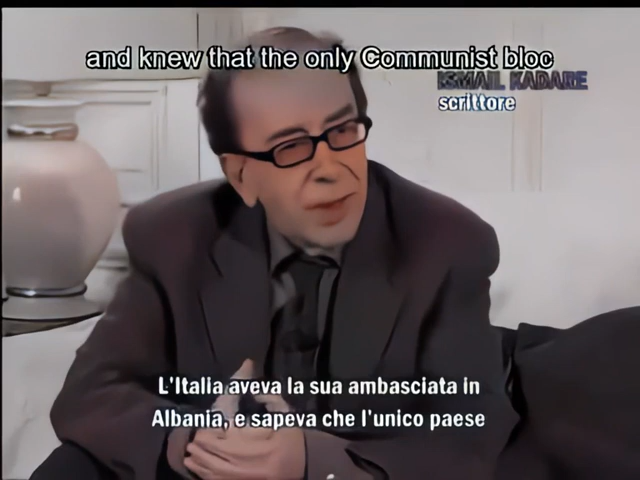 and knew that the only Communist bloc
ISMAIL KADARE
scrittore
L'Italia aveva la sua ambasciata in
Albania, e sapeva che l'unico paese